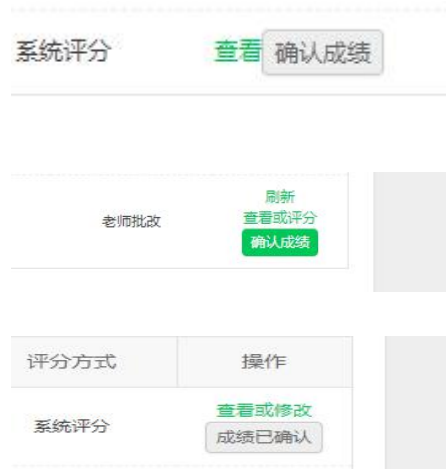 系统评分 查看 确认成绩
刷新
老师批改 查看或评分
确认成绩
评分方式 操作
查看或修改
系统评分
成绩已确认